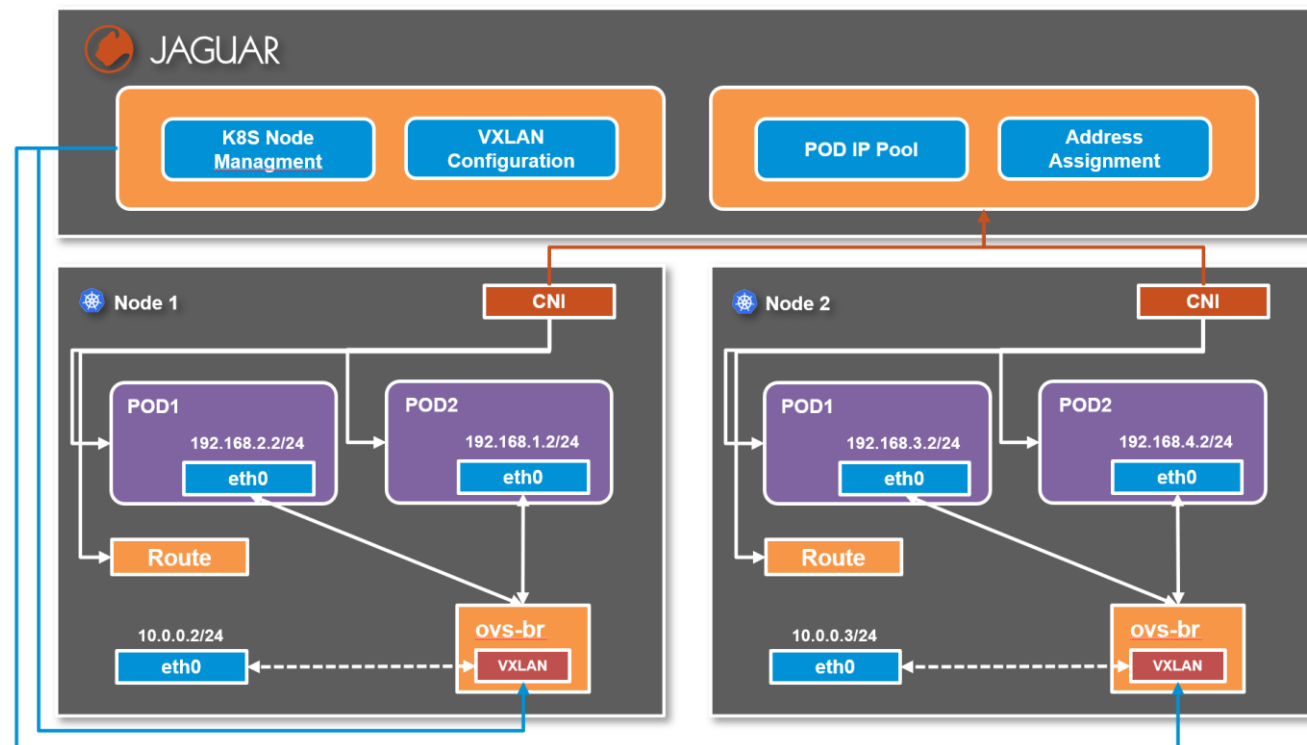 JAGUAR
K8S Node
Managment
VXLAN
Configuration
POD IP Pool
Address
Assignment
Node 1
CNI
POD1
192.168.2.2/24
eth0
POD2
192.168.1.2/24
eth0
Route
10.0.0.2/24
eth0
ovs-br
VXLAN
Node 2
CNI
POD1
192.168.3.2/24
eth0
POD2
192.168.4.2/24
eth0
Route
10.0.0.3/24
eth0
ovs-br
VXLAN